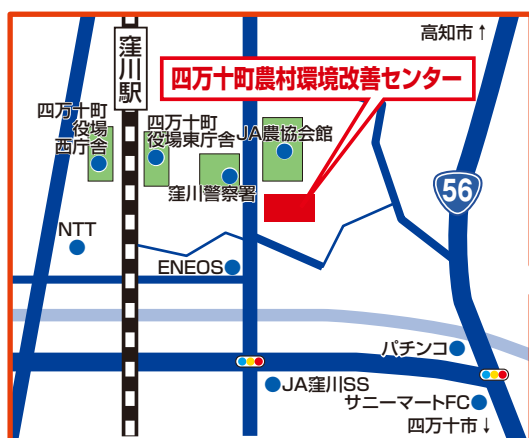 高知市↑
窪川駅
四万十町農村環境改善センター
四万十町
役場
西庁舎
四万十町
役場東庁舎
JA農協会館
窪川警察署
56
NTT
ENEOS
パチンコ
JA窪川SS
サニーマートFC
四万十市↓